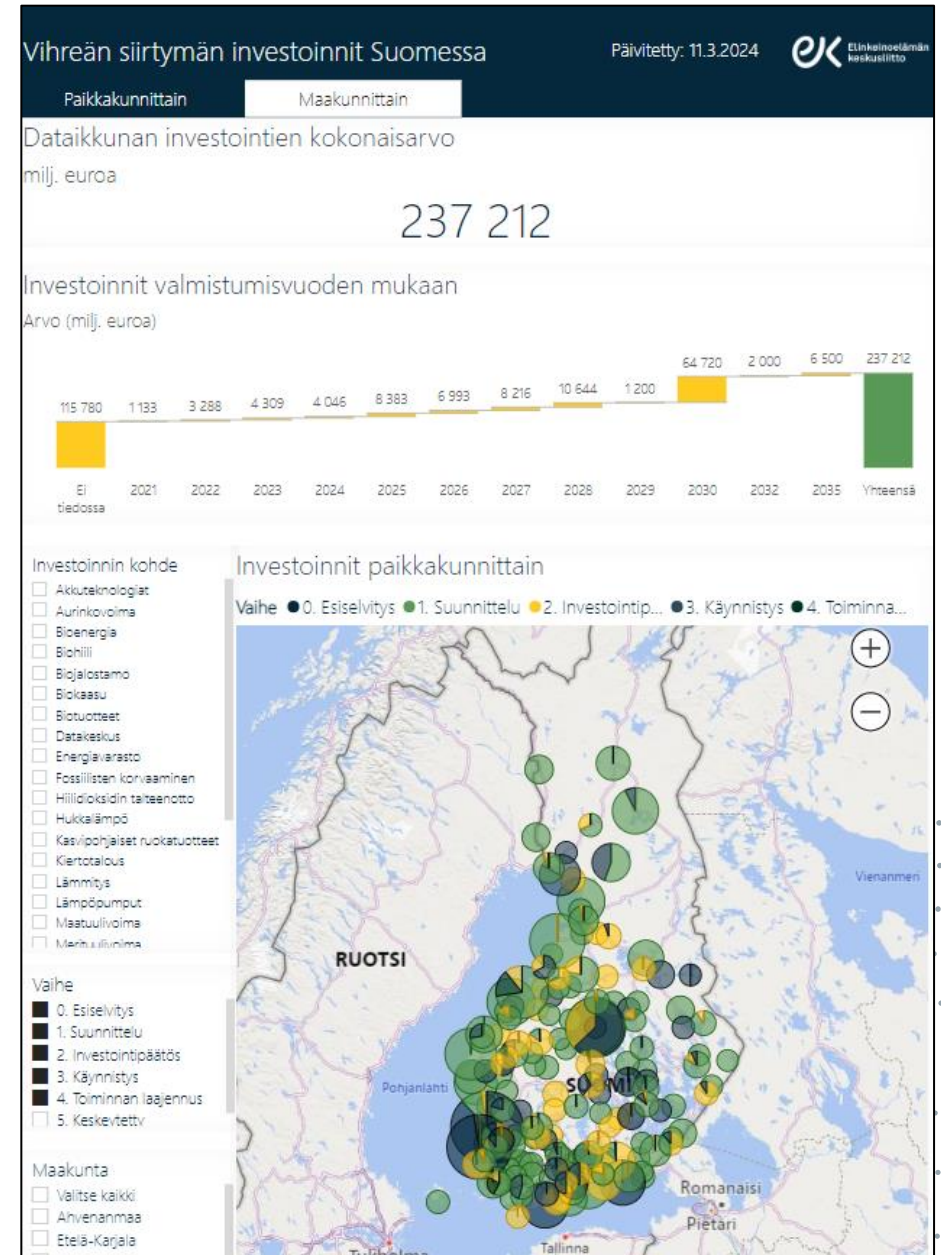 Vihreän siirtymän investoinnit Suomessa
Päivitetty: 11.3.2024
ek Elinkeinoelämän
keskusliitto
Paikkakunnittain Maakunnittain
Dataikkunan investointien kokonaisarvo
milj. euroa
237 212
Investoinnit valmistumisvuoden mukaan
Arvo (milj. euroa)
115 780 1 133 3 288 4 309 4 046 8 383 6 993 8 216 10 644 1 200 64 720 2 000 6 500 237 212
Ei tiedossa 2021 2022 2023 2024 2025 2026 2027 2028 2029 2030 2032 2035 Yhteensä
Investoinnin kohde
Akkuteknologiat
Aurinkovoima
Bioenergia
Biohiili
Biojalostamo
Biokaasu
Biotuotteet
Datakeskus
Energiavarasto
Fossiilisten korvaaminen
Hiilidioksidin talteenotto
Hukkalämpö
Kasvipohjaiset ruokatuotteet
Kiertotalous
Lämmitys
Lämpöpumput
Maatuulivoima
Merituulivoima
Vaihe
0. Esiselvitys
1. Suunnittelu
2. Investointipäätös
3. Käynnistys
4. Toiminnan laajennus
5. Keskeytetty
Maakunta
Valitse kaikki
Ahvenanmaa
Etelä-Karjala
Investoinnit paikkakunnittain
Vaihe 0. Esiselvitys 1. Suunnittelu 2. Investointip... 3. Käynnistys 4. Toiminna...
Vienanmeri
RUOTSI
Pohjanlahti
SUOMI
Romanaisi
Pietari
Tukholma
Tallinna